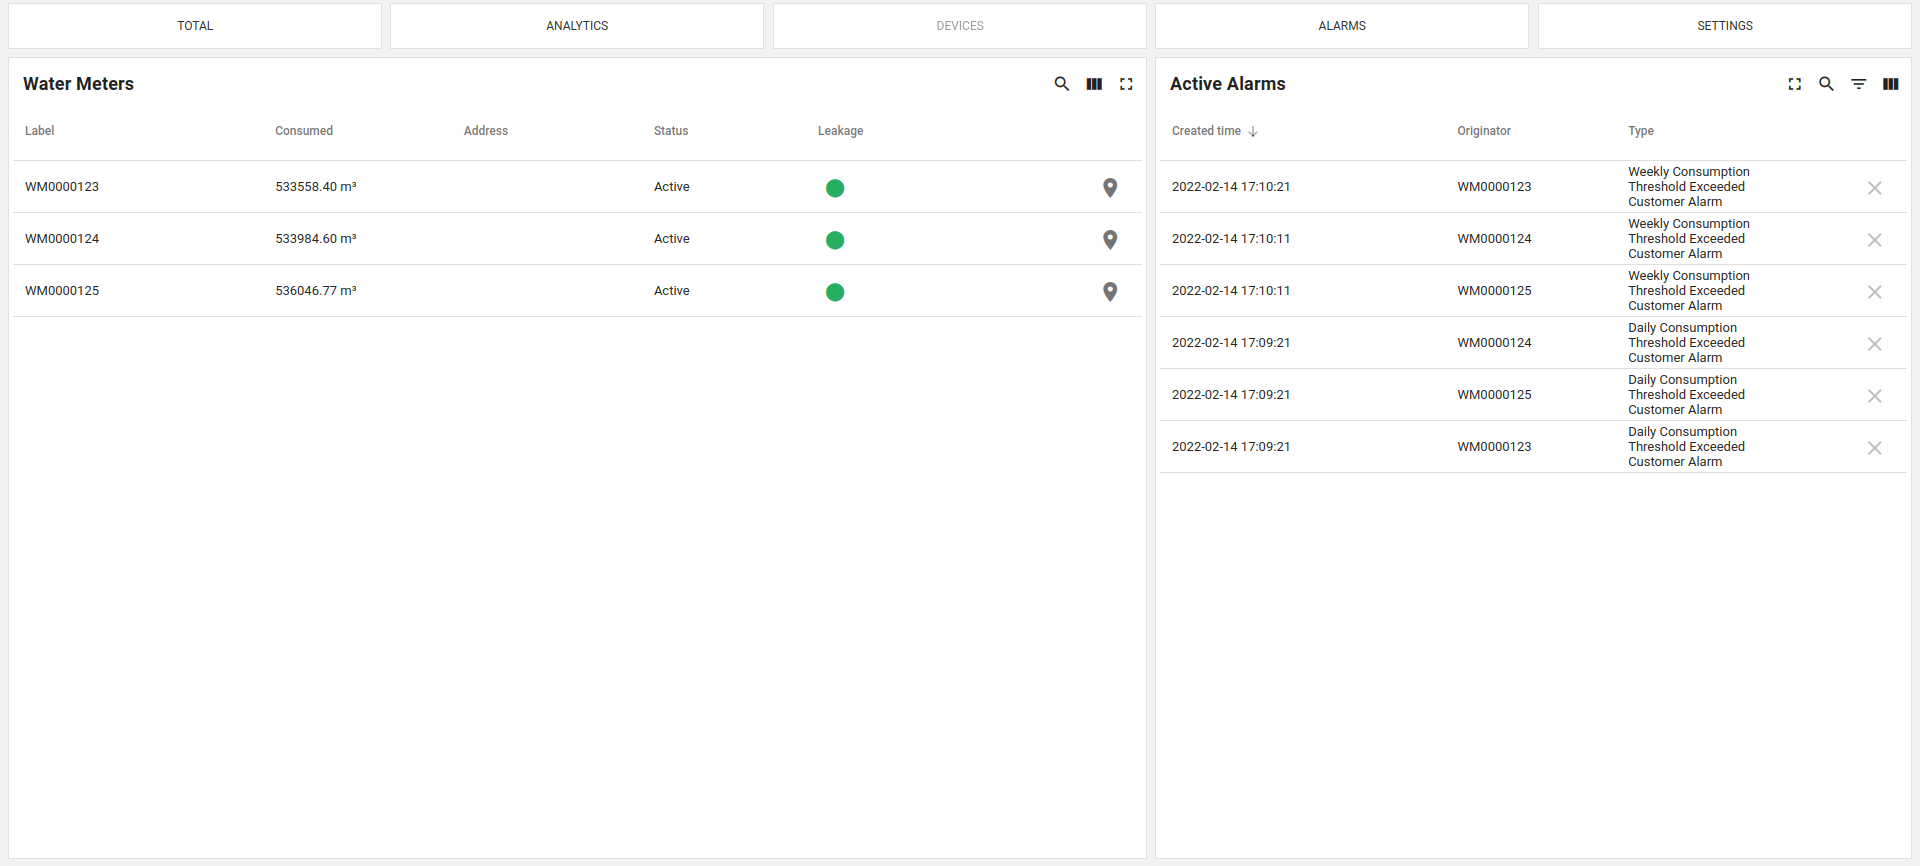 TOTAL
ANALYTICS
DEVICES
ALARMS
SETTINGS
Water Meters
Label Consumed Address Status Leakage
WM0000123 533558.40 m³ Active
WM0000124 533984.60 m³ Active
WM0000125 536046.77 m³ Active
Active Alarms
Created time Originator Type
2022-02-14 17:10:21 WM0000123 Weekly Consumption
Threshold Exceeded
Customer Alarm
2022-02-14 17:10:11 WM0000124 Weekly Consumption
Threshold Exceeded
Customer Alarm
2022-02-14 17:10:11 WM0000125 Weekly Consumption
Threshold Exceeded
Customer Alarm
2022-02-14 17:09:21 WM0000124 Daily Consumption
Threshold Exceeded
Customer Alarm
2022-02-14 17:09:21 WM0000125 Daily Consumption
Threshold Exceeded
Customer Alarm
2022-02-14 17:09:21 WM0000123 Daily Consumption
Threshold Exceeded
Customer Alarm